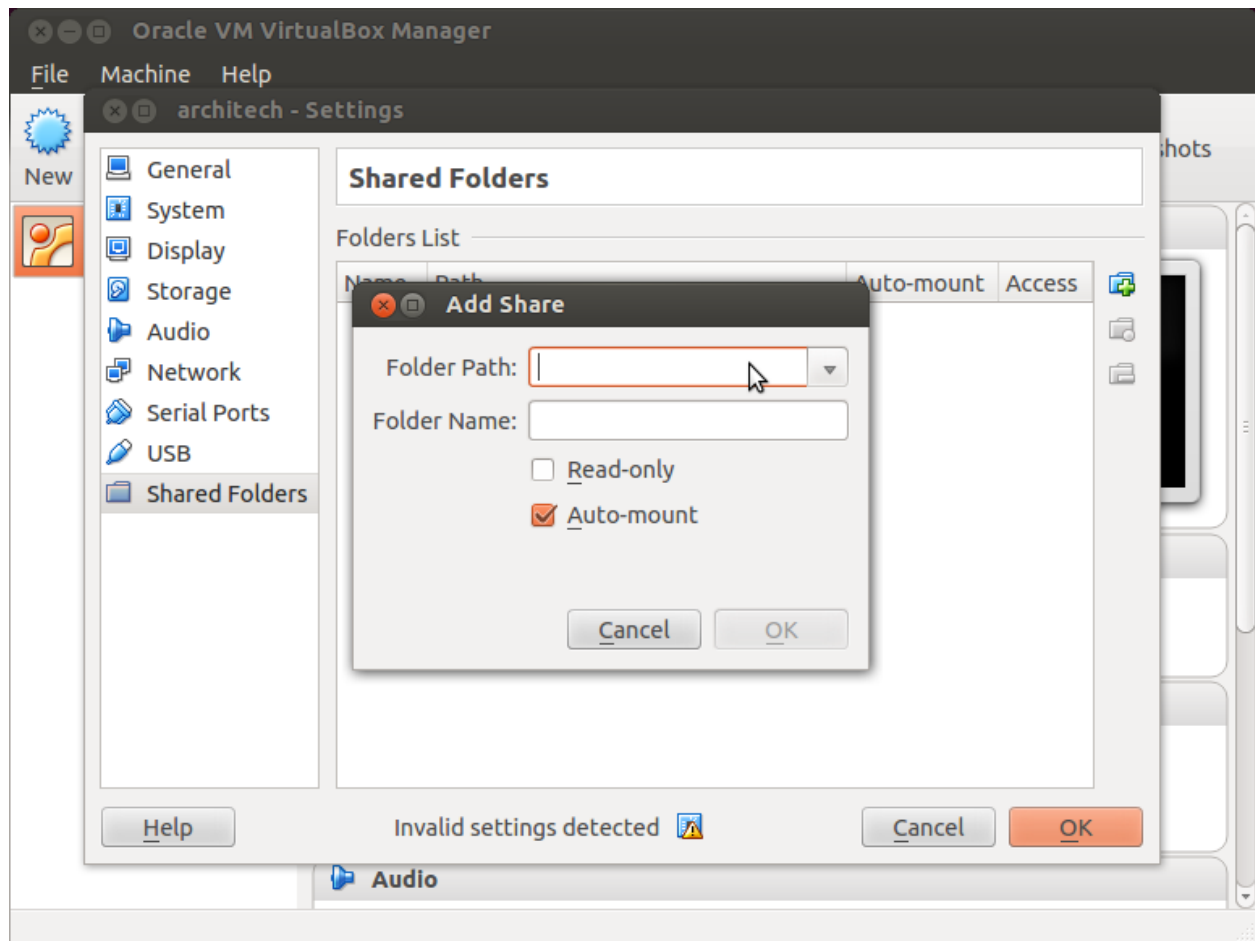 Oracle VM VirtualBox Manager
File Machine Help
architech - Settings
New
General
System
Display
Storage
Audio
Network
Serial Ports
USB
Shared Folders
Shared Folders
Folders List
Name Path Auto-mount Access
Add Share
Folder Path:
Folder Name:
Read-only
Auto-mount
Cancel OK
Help Invalid settings detected Cancel OK
hots
Audio